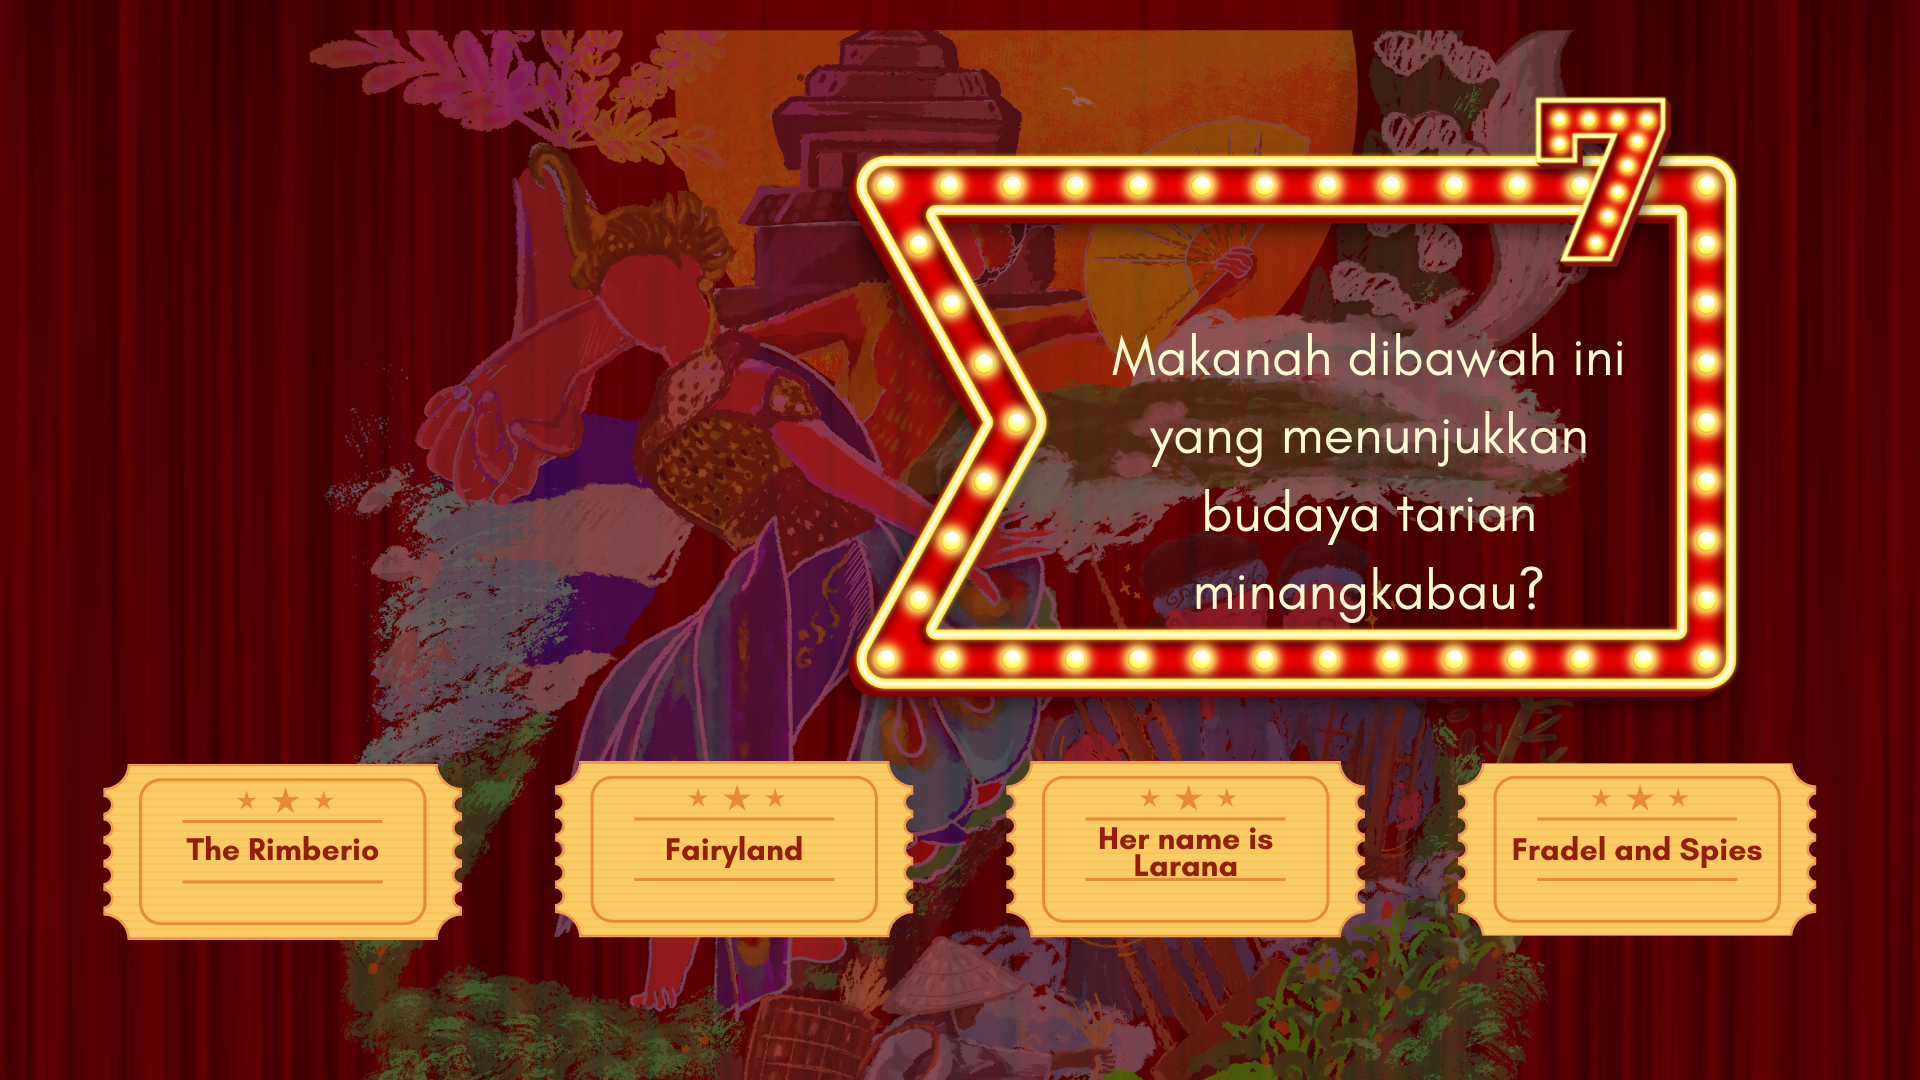 7
Makanah dibawah ini
yang menunjukkan
budaya tarian
minangkabau?
The Rimberio
Fairyland
Her name is
Larana
Fradel and Spies